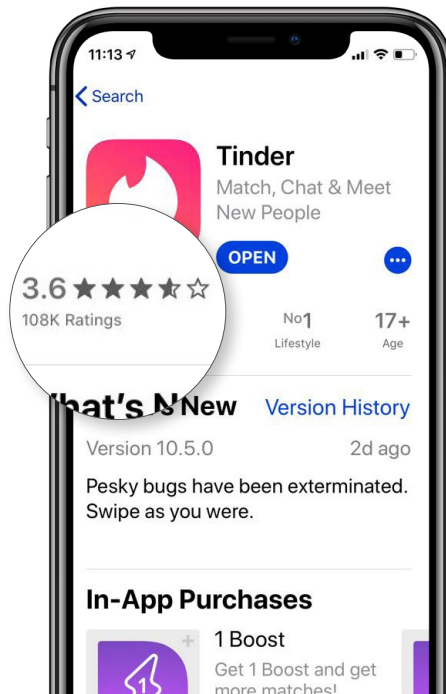 11:13
Search
Tinder
Match, Chat & Meet
New People
OPEN
3.6
108K Ratings
No1
Lifestyle
17+
Age
What's New
Version History
Version 10.5.0
2d ago
Pesky bugs have been exterminated.
Swipe as you were.
In-App Purchases
1 Boost
Get 1 Boost and get
more matches!
1